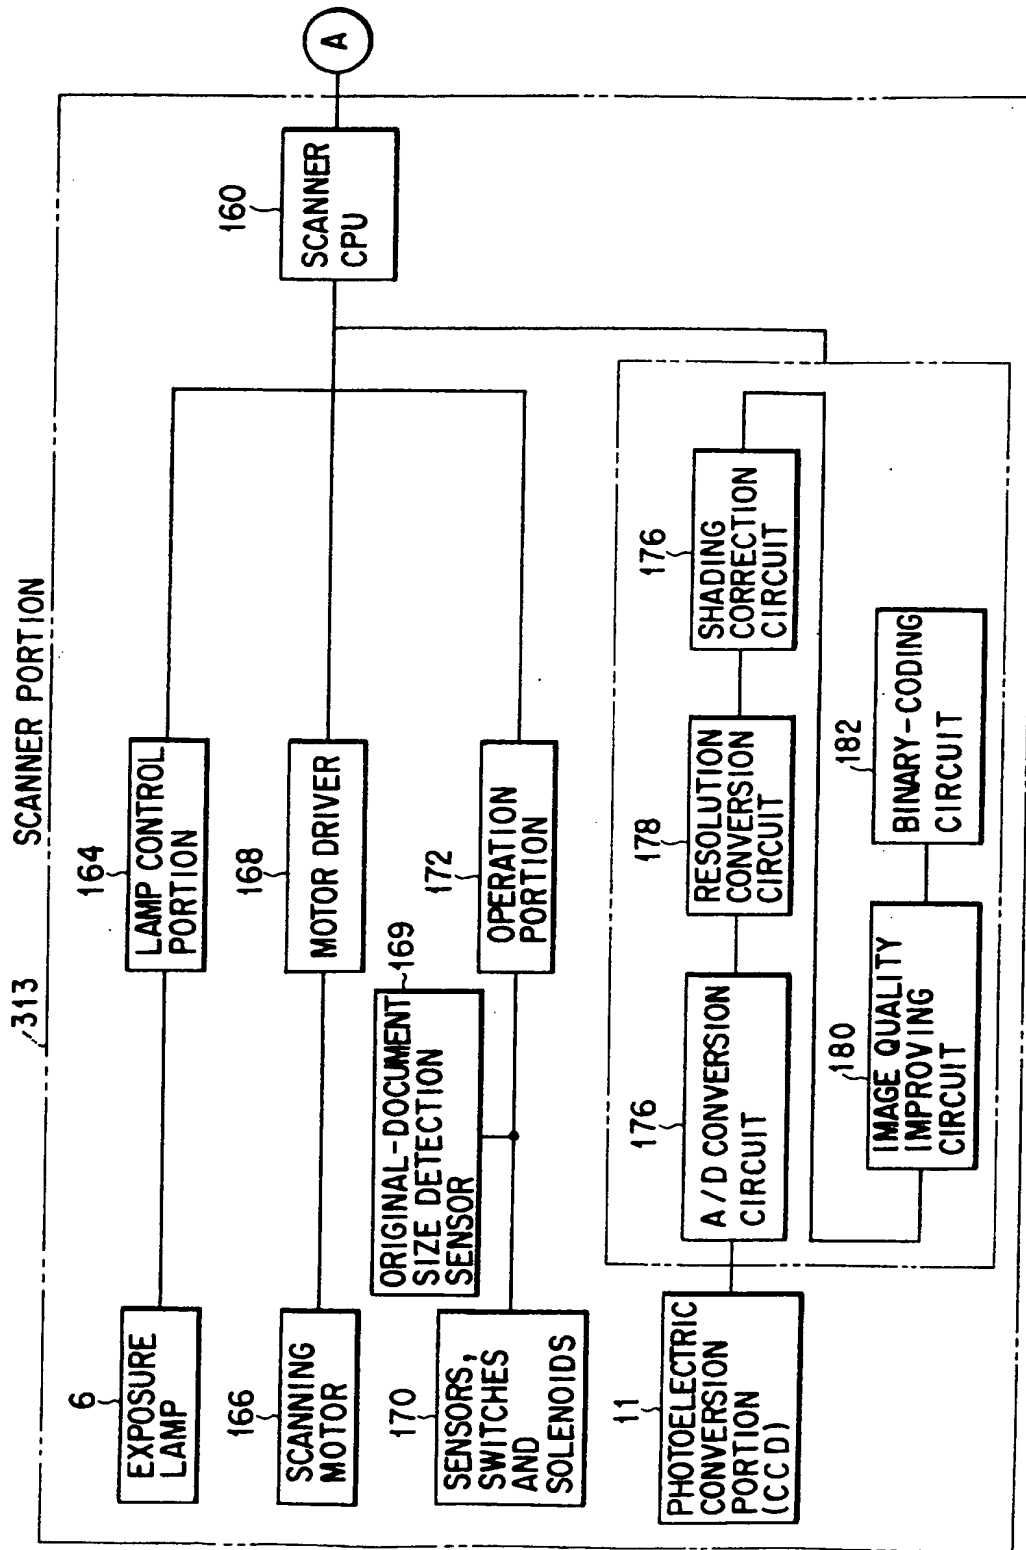 313
SCANNER PORTION
6
EXPOSURE
LAMP
164
LAMP CONTROL
PORTION
160
SCANNER
CPU
A
166
SCANNING
MOTOR
168
MOTOR DRIVER
170
SENSORS,
SWITCHES
AND
SOLENOIDS
ORIGINAL-DOCUMENT
SIZE DETECTION
SENSOR
169
172
OPERATION
PORTION
11
PHOTOELECTRIC
CONVERSION
PORTION
(CCD)
176
A/D CONVERSION
CIRCUIT
178
RESOLUTION
CONVERSION
CIRCUIT
176
SHADING
CORRECTION
CIRCUIT
180
IMAGE QUALITY
IMPROVING
CIRCUIT
182
BINARY-CODING
CIRCUIT